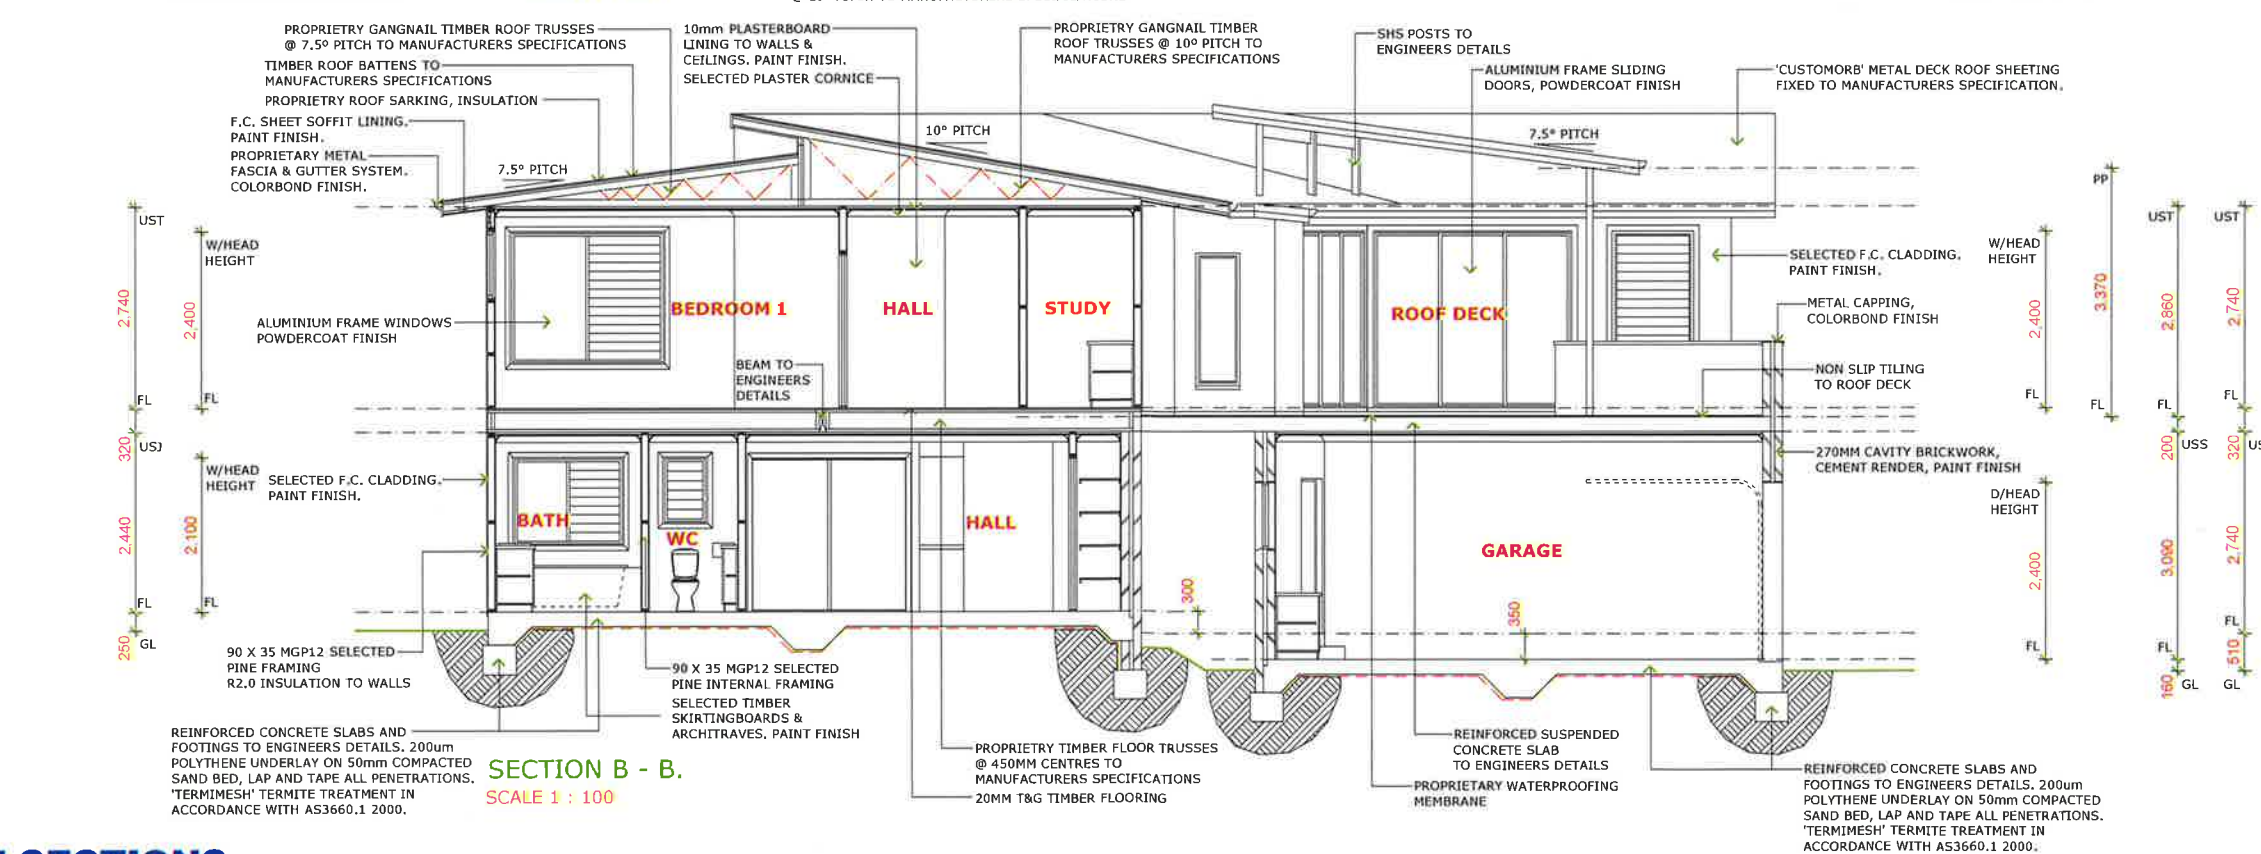 PROPRIETRY GANGNAIL TIMBER ROOF TRUSSES
@ 7.5º PITCH TO MANUFACTURERS SPECIFICATIONS
TIMBER ROOF BATTENS TO
MANUFACTURERS SPECIFICATIONS
PROPRIETRY ROOF SARKING, INSULATION
F.C. SHEET SOFFIT LINING.
PAINT FINISH.
PROPRIETARY METAL
FASCIA & GUTTER SYSTEM.
COLORBOND FINISH.
10mm PLASTERBOARD
LINING TO WALLS &
CEILINGS. PAINT FINISH.
SELECTED PLASTER CORNICE
PROPRIETRY GANGNAIL TIMBER
ROOF TRUSSES @ 10º PITCH TO
MANUFACTURERS SPECIFICATIONS
SHS POSTS TO
ENGINEERS DETAILS
ALUMINIUM FRAME SLIDING
DOORS, POWDERCOAT FINISH
'CUSTOMORB' METAL DECK ROOF SHEETING
FIXED TO MANUFACTURERS SPECIFICATION.
7.5° PITCH
10° PITCH
7.5° PITCH
UST
W/HEAD
HEIGHT
2,740
2,400
FL
FL
ALUMINIUM FRAME WINDOWS
POWDERCOAT FINISH
BEDROOM 1
HALL
STUDY
ROOF DECK
BEAM TO
ENGINEERS
DETAILS
SELECTED F.C. CLADDING.
PAINT FINISH.
METAL CAPPING,
COLORBOND FINISH
NON SLIP TILING
TO ROOF DECK
W/HEAD
HEIGHT
2,400
FL
PP
3,370
FL
UST
2,860
FL
UST
2,740
FL
320
USJ
W/HEAD
HEIGHT
2,440
2,100
FL
FL
250
GL
SELECTED F.C. CLADDING.
PAINT FINISH.
BATH
WC
HALL
GARAGE
300
350
270MM CAVITY BRICKWORK,
CEMENT RENDER, PAINT FINISH
D/HEAD
HEIGHT
2,400
FL
200
USS
3,090
FL
160
GL
320
2,740
FL
510
GL
90 X 35 MGP12 SELECTED
PINE FRAMING
R2.0 INSULATION TO WALLS
90 X 35 MGP12 SELECTED
PINE INTERNAL FRAMING
SELECTED TIMBER
SKIRTINGBOARDS &
ARCHITRAVES. PAINT FINISH
REINFORCED CONCRETE SLABS AND
FOOTINGS TO ENGINEERS DETAILS. 200um
POLYTHENE UNDERLAY ON 50mm COMPACTED
SAND BED, LAP AND TAPE ALL PENETRATIONS.
'TERMIMESH' TERMITE TREATMENT IN
ACCORDANCE WITH AS3660.1 2000.
SECTION B - B.
SCALE 1 : 100
PROPRIETRY TIMBER FLOOR TRUSSES
@ 450MM CENTRES TO
MANUFACTURERS SPECIFICATIONS
20MM T&G TIMBER FLOORING
REINFORCED SUSPENDED
CONCRETE SLAB
TO ENGINEERS DETAILS
PROPRIETARY WATERPROOFING
MEMBRANE
REINFORCED CONCRETE SLABS AND
FOOTINGS TO ENGINEERS DETAILS. 200um
POLYTHENE UNDERLAY ON 50mm COMPACTED
SAND BED, LAP AND TAPE ALL PENETRATIONS.
'TERMIMESH' TERMITE TREATMENT IN
ACCORDANCE WITH AS3660.1 2000.